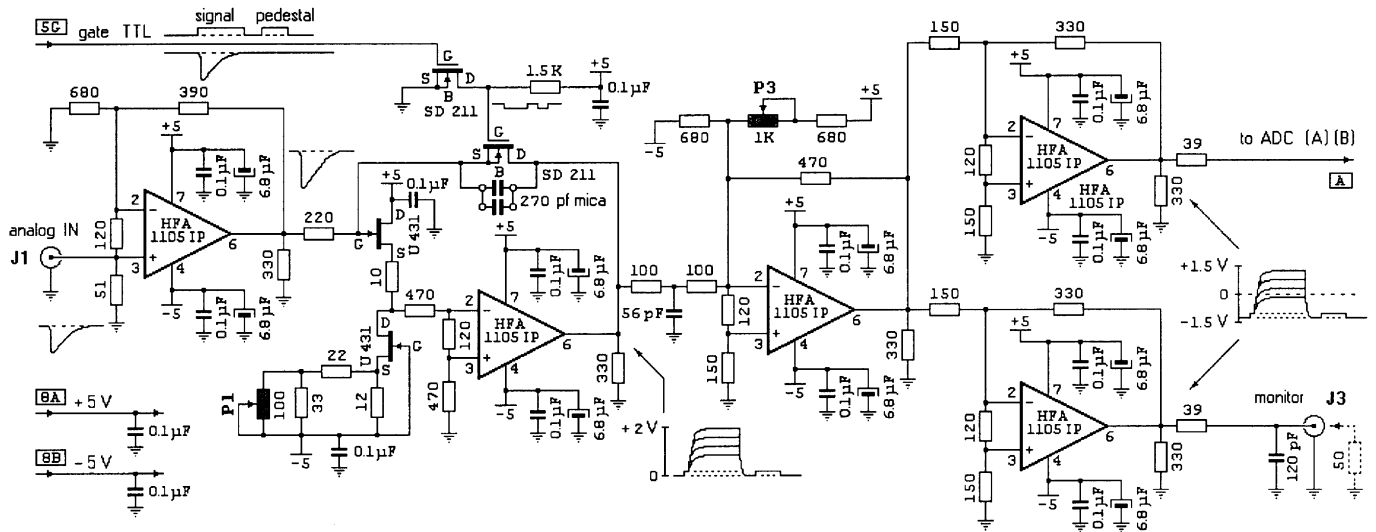 signal pedestal
5G gate TTL
G
S D
B
SD 211
1.5K
+5
0.1µF
680
390
+5
0.1µF
6.8µF
7
2
HFA
1105 IP
6
120
3
4
analog IN
J1
51
-5
0.1µF
6.8µF
330
220
G
S D
B
SD 211
270 pf mica
+5
0.1µF
D
G
U 431
S
10
470
D
U 431
G
S
22
12
P1
100
33
-5
0.1µF
120
470
+5
7
0.1µF
6.8µF
2
HFA
1105 IP
6
3
4
-5
0.1µF
6.8µF
330
+2V
0
8A +5V
0.1µF
8B -5V
0.1µF
100
100
56 pF
P3
1K
680
-5
680
+5
470
+5
7
0.1µF
6.8µF
2
HFA
1105 IP
6
120
3
150
4
-5
0.1µF
6.8µF
330
150
330
+5
7
0.1µF
6.8µF
2
HFA
1105 IP
6
120
3
150
4
HFA
1105 IP
-5
0.1µF
6.8µF
330
39
to ADC (A)(B)
A
+1.5V
0
-1.5V
150
330
+5
7
0.1µF
6.8µF
2
HFA
1105 IP
6
120
3
150
4
-5
0.1µF
6.8µF
330
39
monitor J3
120 pF
50